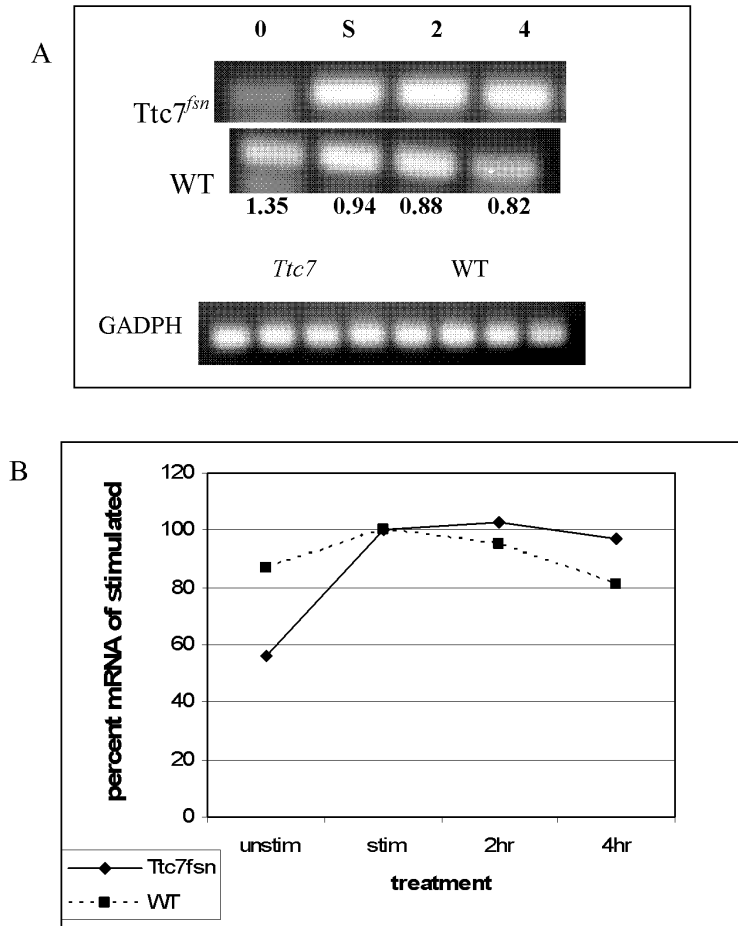 A
0 S 2 4
Ttc7fsn
WT
1.35 0.94 0.88 0.82
Ttc7 WT
GADPH
B
percent mRNA of stimulated
120
100
80
60
40
20
0
unstim stim 2hr 4hr
treatment
Ttc7fsn
WT